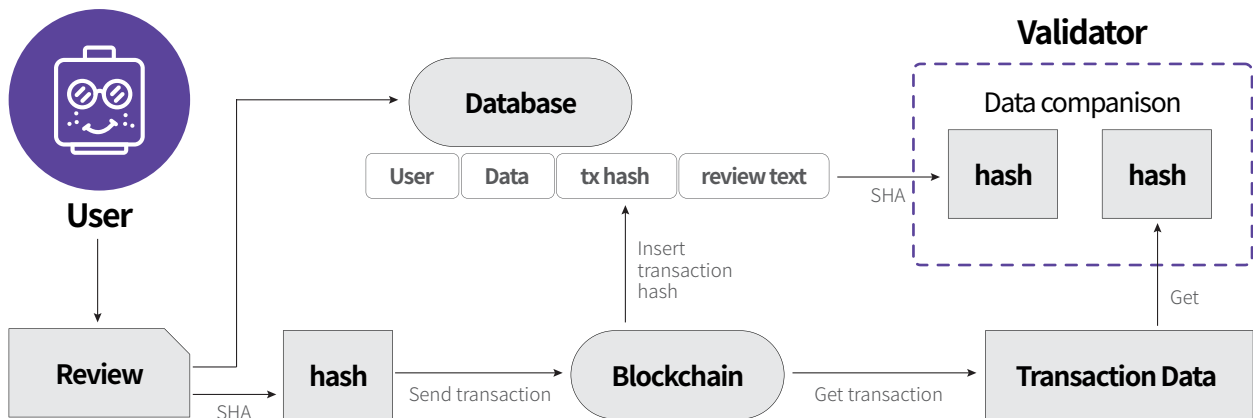 Validator
Data companison
Database
hash
hash
User
Data
tx hash
review text
SHA
User
Insert
transaction
hash
Get
Review
SHA
hash
Send transaction
Blockchain
Get transaction
Transaction Data